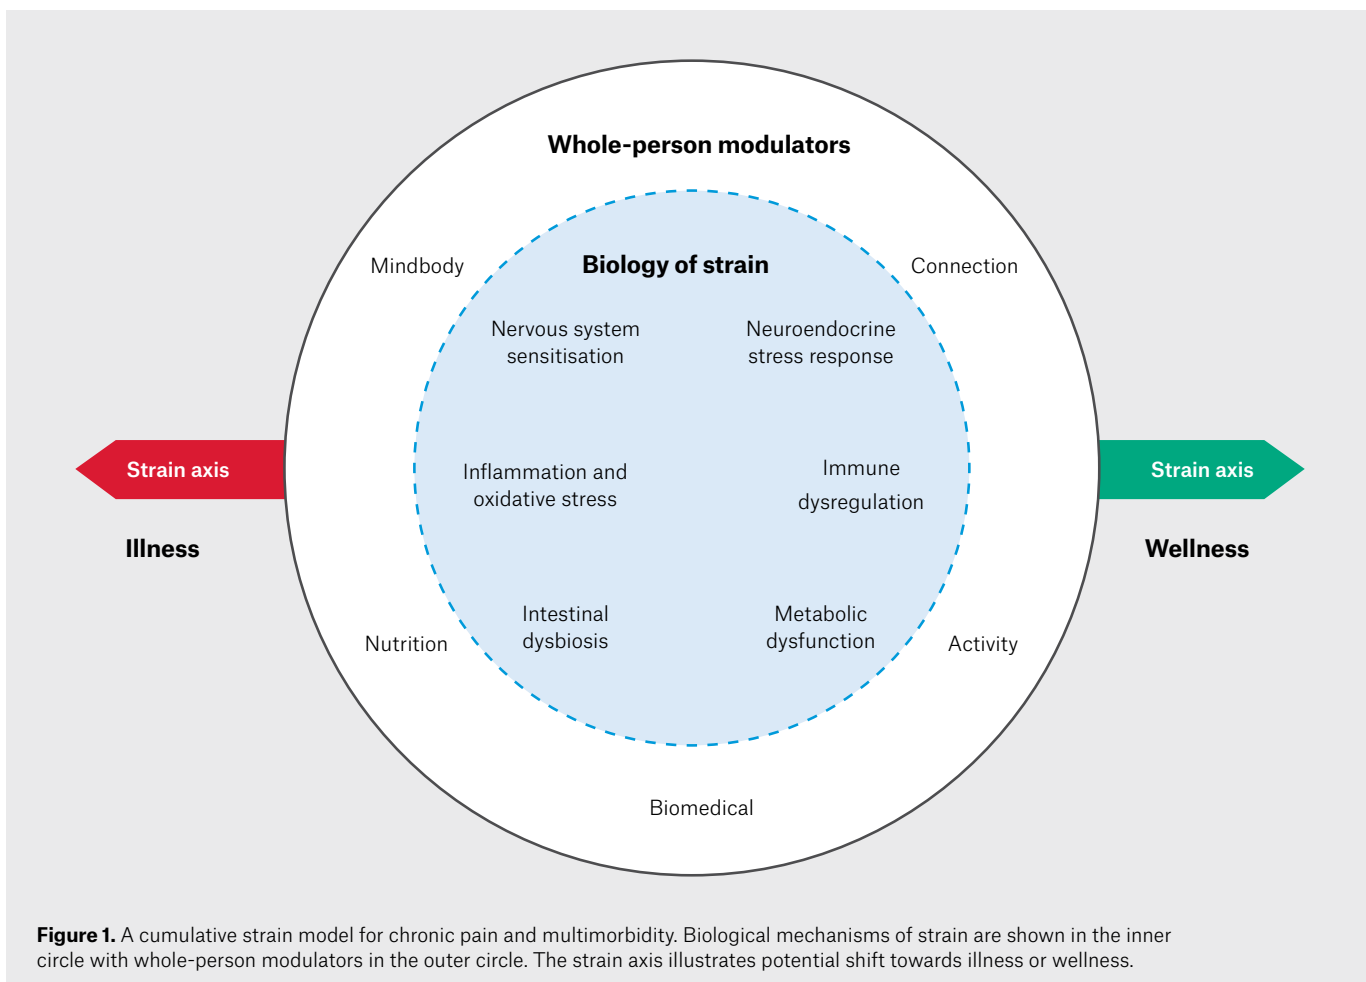 Whole-person modulators
Mindbody
Connection
Biology of strain
Nervous system
sensitisation
Neuroendocrine
stress response
Strain axis
Illness
Inflammation and
oxidative stress
Immune
dysregulation
Strain axis
Wellness
Intestinal
dysbiosis
Metabolic
dysfunction
Nutrition
Activity
Biomedical
Figure 1. A cumulative strain model for chronic pain and multimorbidity. Biological mechanisms of strain are shown in the inner
circle with whole-person modulators in the outer circle. The strain axis illustrates potential shift towards illness or wellness.